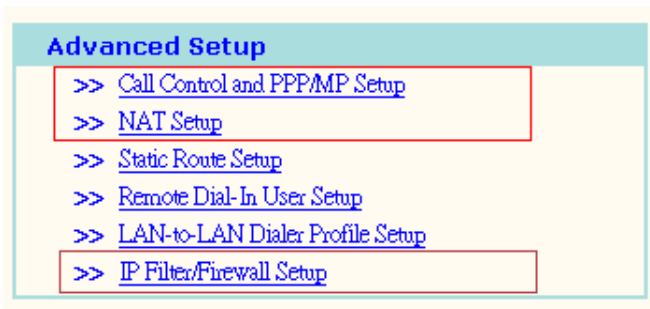 Advanced Setup
>> Call Control and PPP/MP Setup
>> NAT Setup
>> Static Route Setup
>> Remote Dial-In User Setup
>> LAN-to-LAN Dialer Profile Setup
>> IP Filter/Firewall Setup